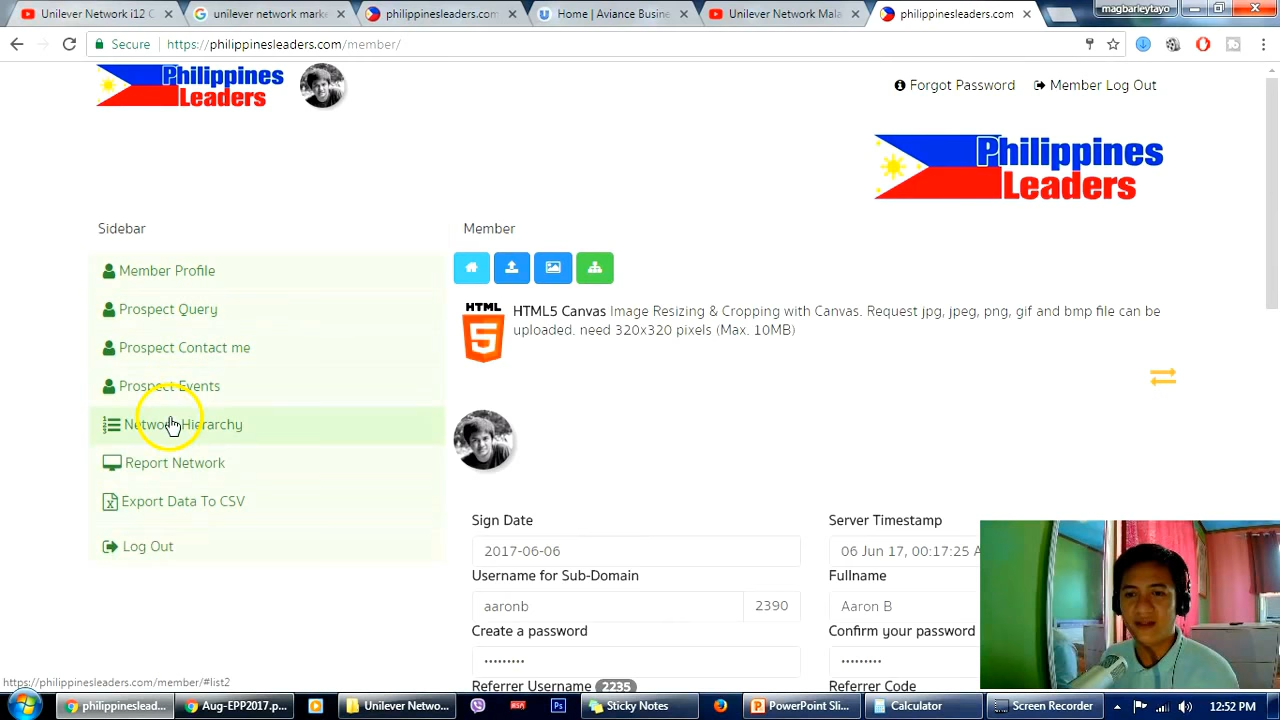 Unilever Network i12 C
unilever network mark
philippinesleaders.com/
Home | Aviance Busine
Unilever Network Mala
philippinesleaders.com/
magbarleytayo
Secure
https://philippinesleaders.com/member/
Philippines
Leaders
Forgot Password
Member Log Out
Philippines
Leaders
Sidebar
Member
Member Profile
Prospect Query
Prospect Contact me
Prospect Events
Network Hierarchy
Report Network
Export Data To CSV
Log Out
HTML
5
HTML5 Canvas Image Resizing & Cropping with Canvas. Request jpg, jpeg, png, gif and bmp file can be
uploaded. need 320x320 pixels (Max. 10MB)
Sign Date
Server Timestamp
2017-06-06
06 Jun 17, 00:17:25 A
Username for Sub-Domain
Fullname
aaronb
2390
Aaron B
Create a password
Confirm your password
•••••••••
•••••••••
Referrer Username 2235
Referrer Code
https://philippinesleaders.com/member/#list2
philippineslead...
Aug-EPP2017.p...
Unilever Netwo...
RSA
Ps
Sticky Notes
PowerPoint Sli...
Calculator
Screen Recorder
12:52 PM